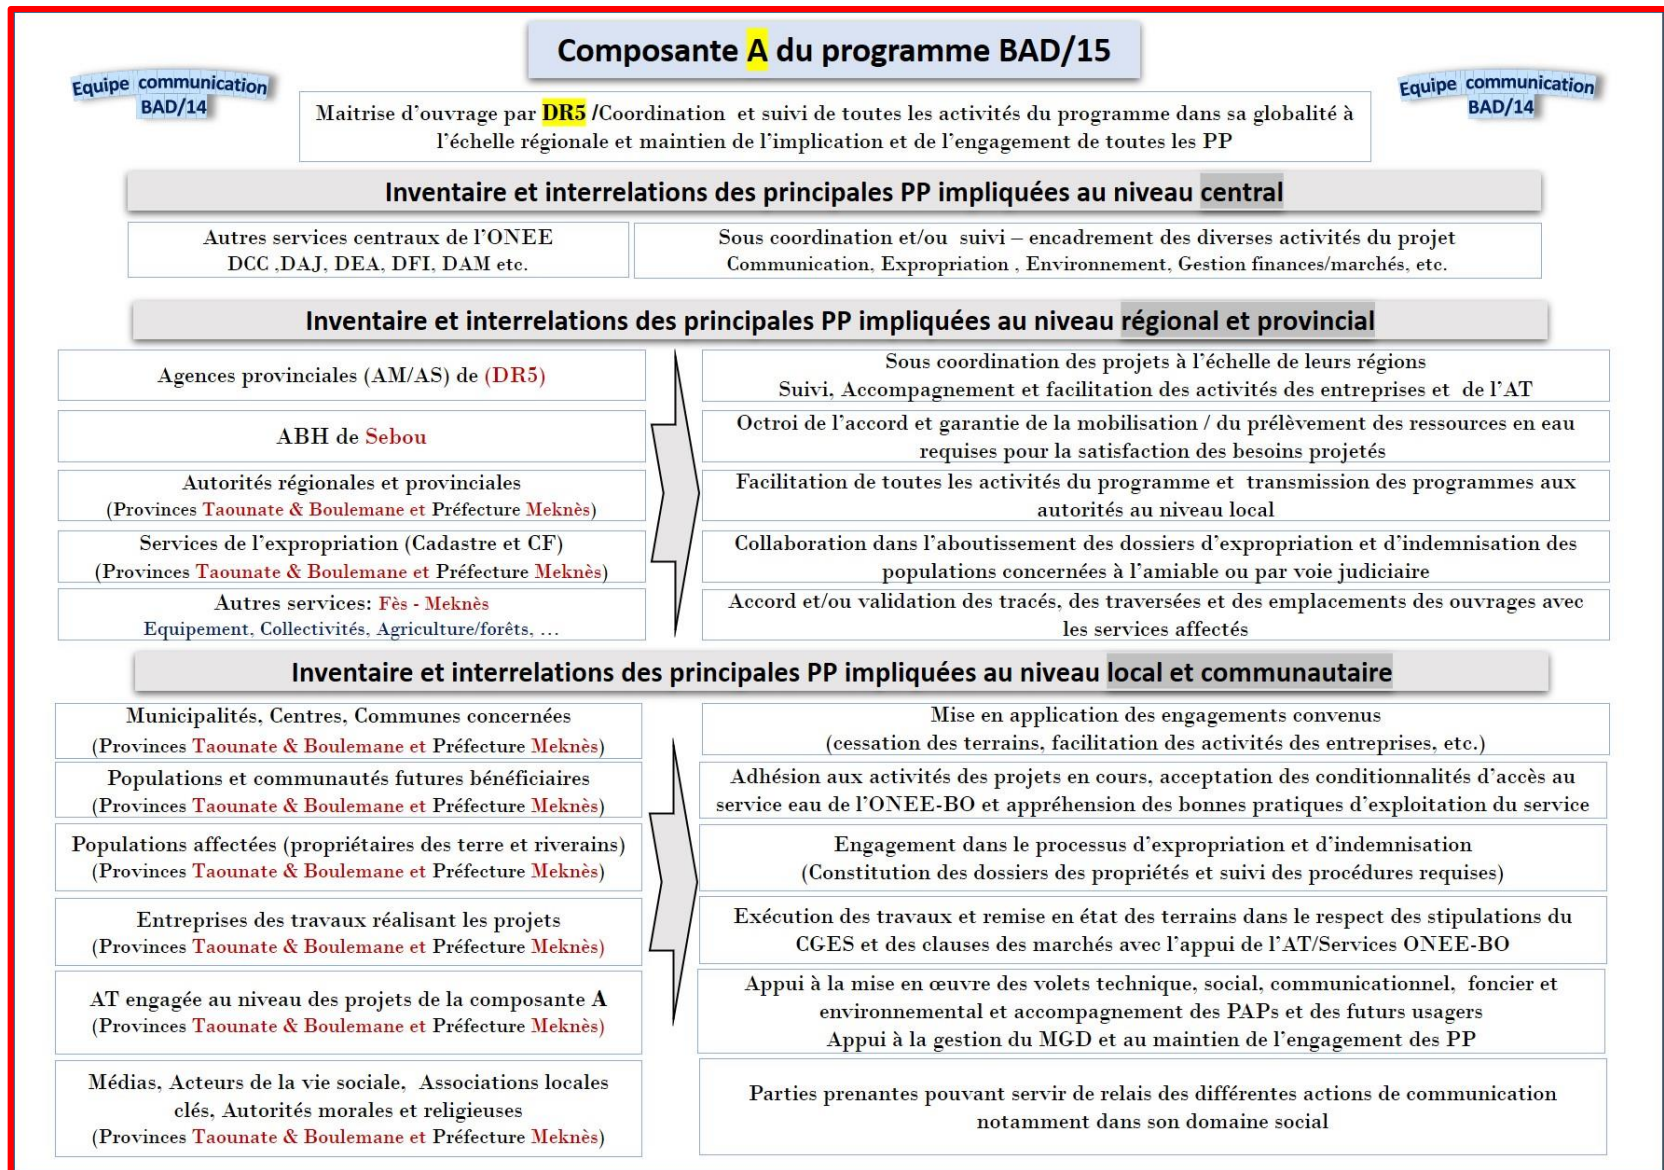 Composante A du programme BAD/15
Equipe communication
BAD/14
Equipe communication
BAD/14
Maitrise d'ouvrage par DR5 /Coordination et suivi de toutes les activités du programme dans sa globalité à
l'échelle régionale et maintien de l'implication et de l'engagement de toutes les PP
Inventaire et interrelations des principales PP impliquées au niveau central
Autres services centraux de l'ONEE
DCC ,DAJ, DEA, DFI, DAM etc.
Sous coordination et/ou suivi – encadrement des diverses activités du projet
Communication, Expropriation , Environnement, Gestion finances/marchés, etc.
Inventaire et interrelations des principales PP impliquées au niveau régional et provincial
Agences provinciales (AM/AS) de (DR5)
Sous coordination des projets à l'échelle de leurs régions
Suivi, Accompagnement et facilitation des activités des entreprises et de l'AT
ABH de Sebou
Octroi de l'accord et garantie de la mobilisation / du prélèvement des ressources en eau
requises pour la satisfaction des besoins projetés
Autorités régionales et provinciales
(Provinces Taounate & Boulemane et Préfecture Meknès)
Facilitation de toutes les activités du programme et transmission des programmes aux
autorités au niveau local
Services de l'expropriation (Cadastre et CF)
(Provinces Taounate & Boulemane et Préfecture Meknès)
Collaboration dans l'aboutissement des dossiers d'expropriation et d'indemnisation des
populations concernées à l'amiable ou par voie judiciaire
Autres services: Fès - Meknès
Equipement, Collectivités, Agriculture/forêts, …
Accord et/ou validation des tracés, des traversées et des emplacements des ouvrages avec
les services affectés
Inventaire et interrelations des principales PP impliquées au niveau local et communautaire
Municipalités, Centres, Communes concernées
(Provinces Taounate & Boulemane et Préfecture Meknès)
Mise en application des engagements convenus
(cessation des terrains, facilitation des activités des entreprises, etc.)
Populations et communautés futures bénéficiaires
(Provinces Taounate & Boulemane et Préfecture Meknès)
Adhésion aux activités des projets en cours, acceptation des conditionnalités d'accès au
service eau de l'ONEE-BO et appréhension des bonnes pratiques d'exploitation du service
Populations affectées (propriétaires des terre et riverains)
(Provinces Taounate & Boulemane et Préfecture Meknès)
Engagement dans le processus d'expropriation et d'indemnisation
(Constitution des dossiers des propriétés et suivi des procédures requises)
Entreprises des travaux réalisant les projets
(Provinces Taounate & Boulemane et Préfecture Meknès)
Exécution des travaux et remise en état des terrains dans le respect des stipulations du
CGES et des clauses des marchés avec l'appui de l'AT/Services ONEE-BO
AT engagée au niveau des projets de la composante A
(Provinces Taounate & Boulemane et Préfecture Meknès)
Appui à la mise en œuvre des volets technique, social, communicationnel, foncier et
environnemental et accompagnement des PAPs et des futurs usagers
Appui à la gestion du MGD et au maintien de l'engagement des PP
Médias, Acteurs de la vie sociale, Associations locales
clés, Autorités morales et religieuses
(Provinces Taounate & Boulemane et Préfecture Meknès)
Parties prenantes pouvant servir de relais des différentes actions de communication
notamment dans son domaine social